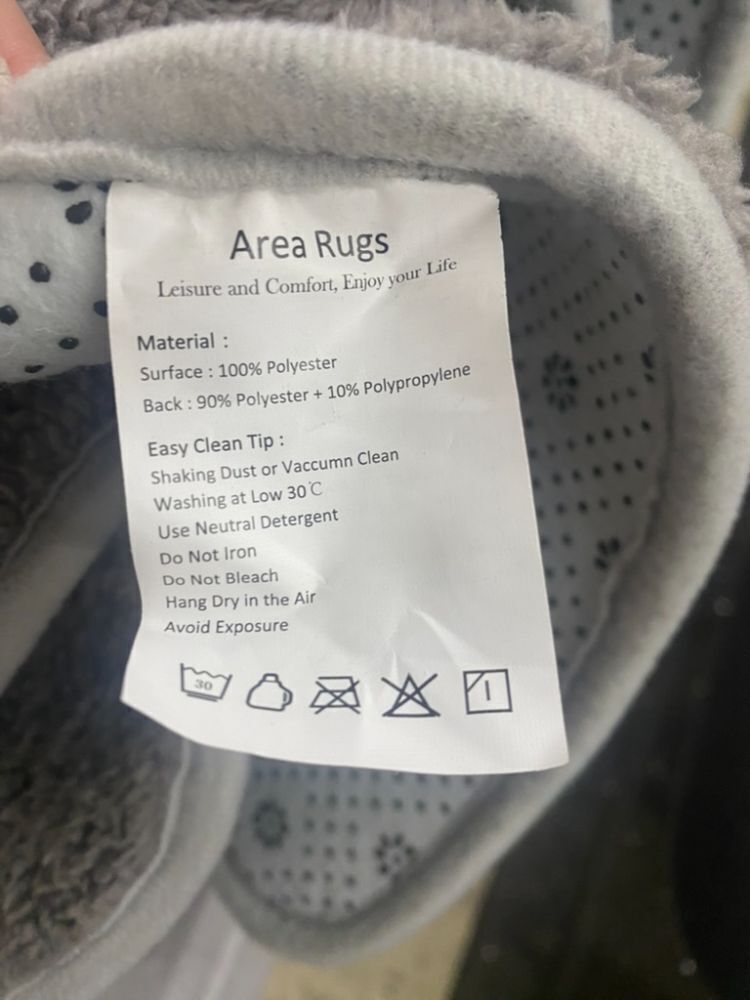 Area Rugs
Leisure and Comfort, Enjoy your Life
Material :
Surface : 100% Polyester
Back : 90% Polyester + 10% Polypropylene
Easy Clean Tip :
Shaking Dust or Vaccumn Clean
Washing at Low 30℃
Use Neutral Detergent
Do Not Iron
Do Not Bleach
Hang Dry in the Air
Avoid Exposure
30